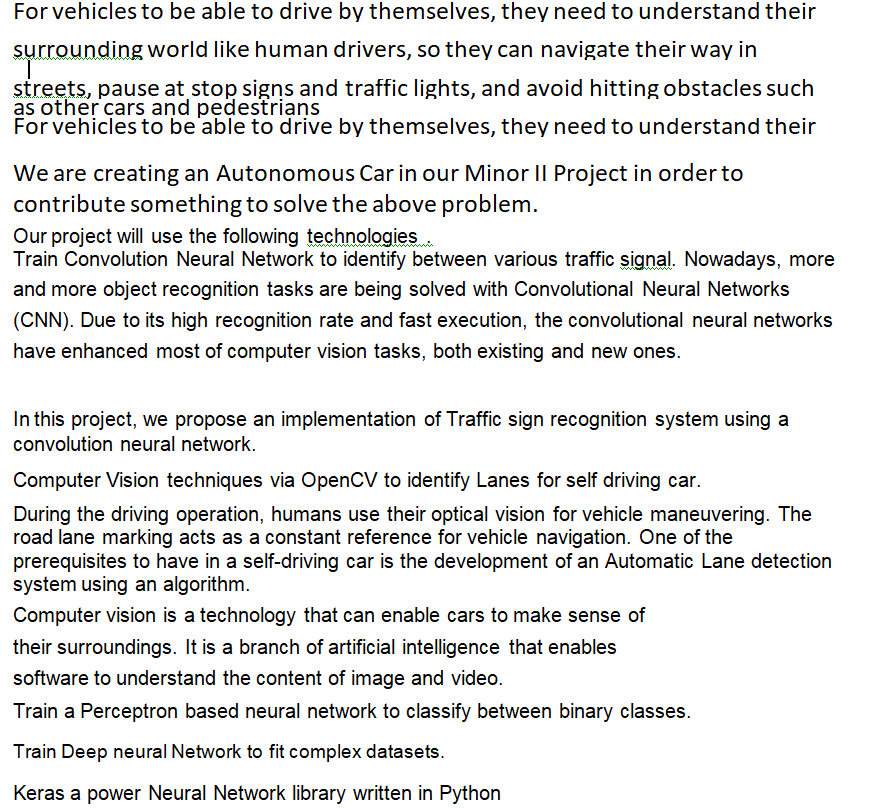 For vehicles to be able to drive by themselves, they need to understand their
surrounding world like human drivers, so they can navigate their way in
streets, pause at stop signs and traffic lights, and avoid hitting obstacles such
as other cars and pedestrians
For vehicles to be able to drive by themselves, they need to understand their
We are creating an Autonomous Car in our Minor II Project in order to
contribute something to solve the above problem.
Our project will use the following technologies .
Train Convolution Neural Network to identify between various traffic signal. Nowadays, more
and more object recognition tasks are being solved with Convolutional Neural Networks
(CNN). Due to its high recognition rate and fast execution, the convolutional neural networks
have enhanced most of computer vision tasks, both existing and new ones.
In this project, we propose an implementation of Traffic sign recognition system using a
convolution neural network.
Computer Vision techniques via OpenCV to identify Lanes for self driving car.
During the driving operation, humans use their optical vision for vehicle maneuvering. The
road lane marking acts as a constant reference for vehicle navigation. One of the
prerequisites to have in a self-driving car is the development of an Automatic Lane detection
system using an algorithm.
Computer vision is a technology that can enable cars to make sense of
their surroundings. It is a branch of artificial intelligence that enables
software to understand the content of image and video.
Train a Perceptron based neural network to classify between binary classes.
Train Deep neural Network to fit complex datasets.
Keras a power Neural Network library written in Python